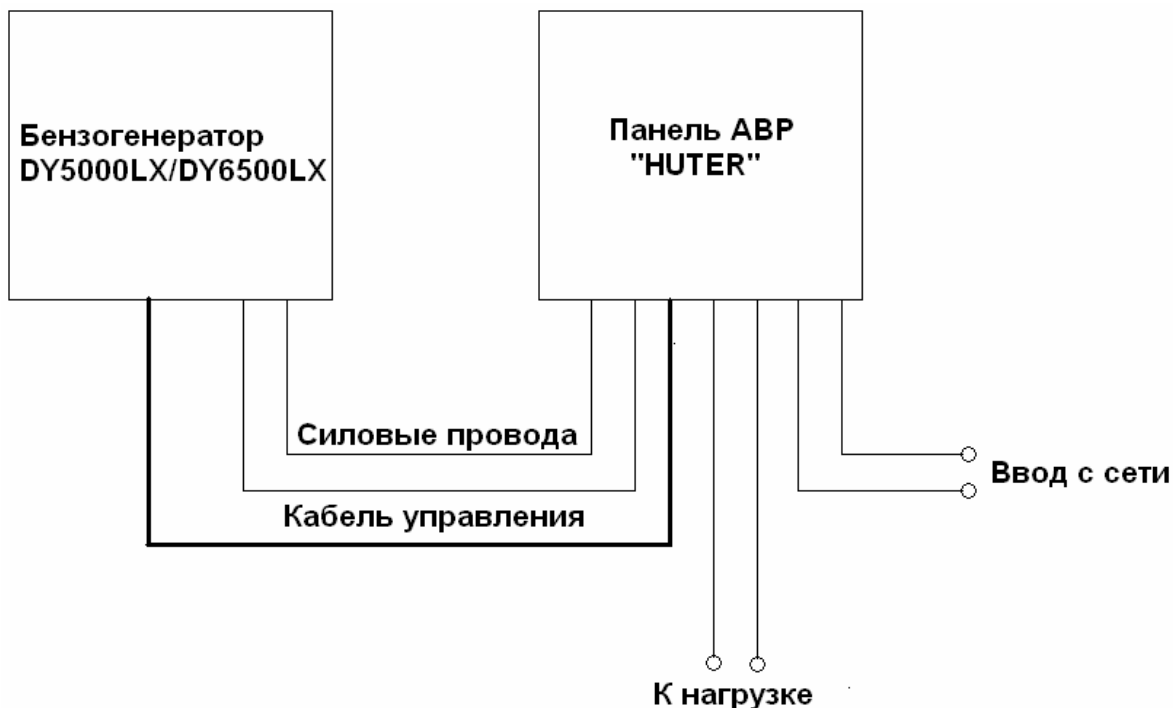 Бензогенератор
DY5000LX/DY6500LX
Панель АВР
"HUTER"
Силовые провода
Кабель управления
Ввод с сети
К нагрузке